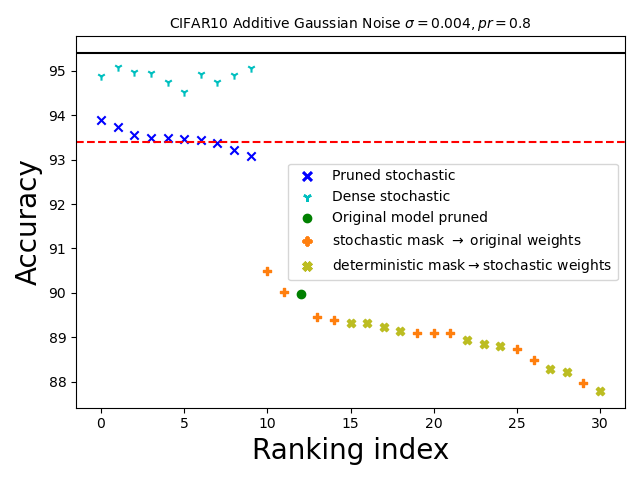 CIFAR10 Additive Gaussian Noise σ = 0.004, pr = 0.8
Accuracy
95
94
93
92
91
90
89
88
Pruned stochastic
Dense stochastic
Original model pruned
stochastic mask → original weights
deterministic mask → stochastic weights
0 5 10 15 20 25 30
Ranking index